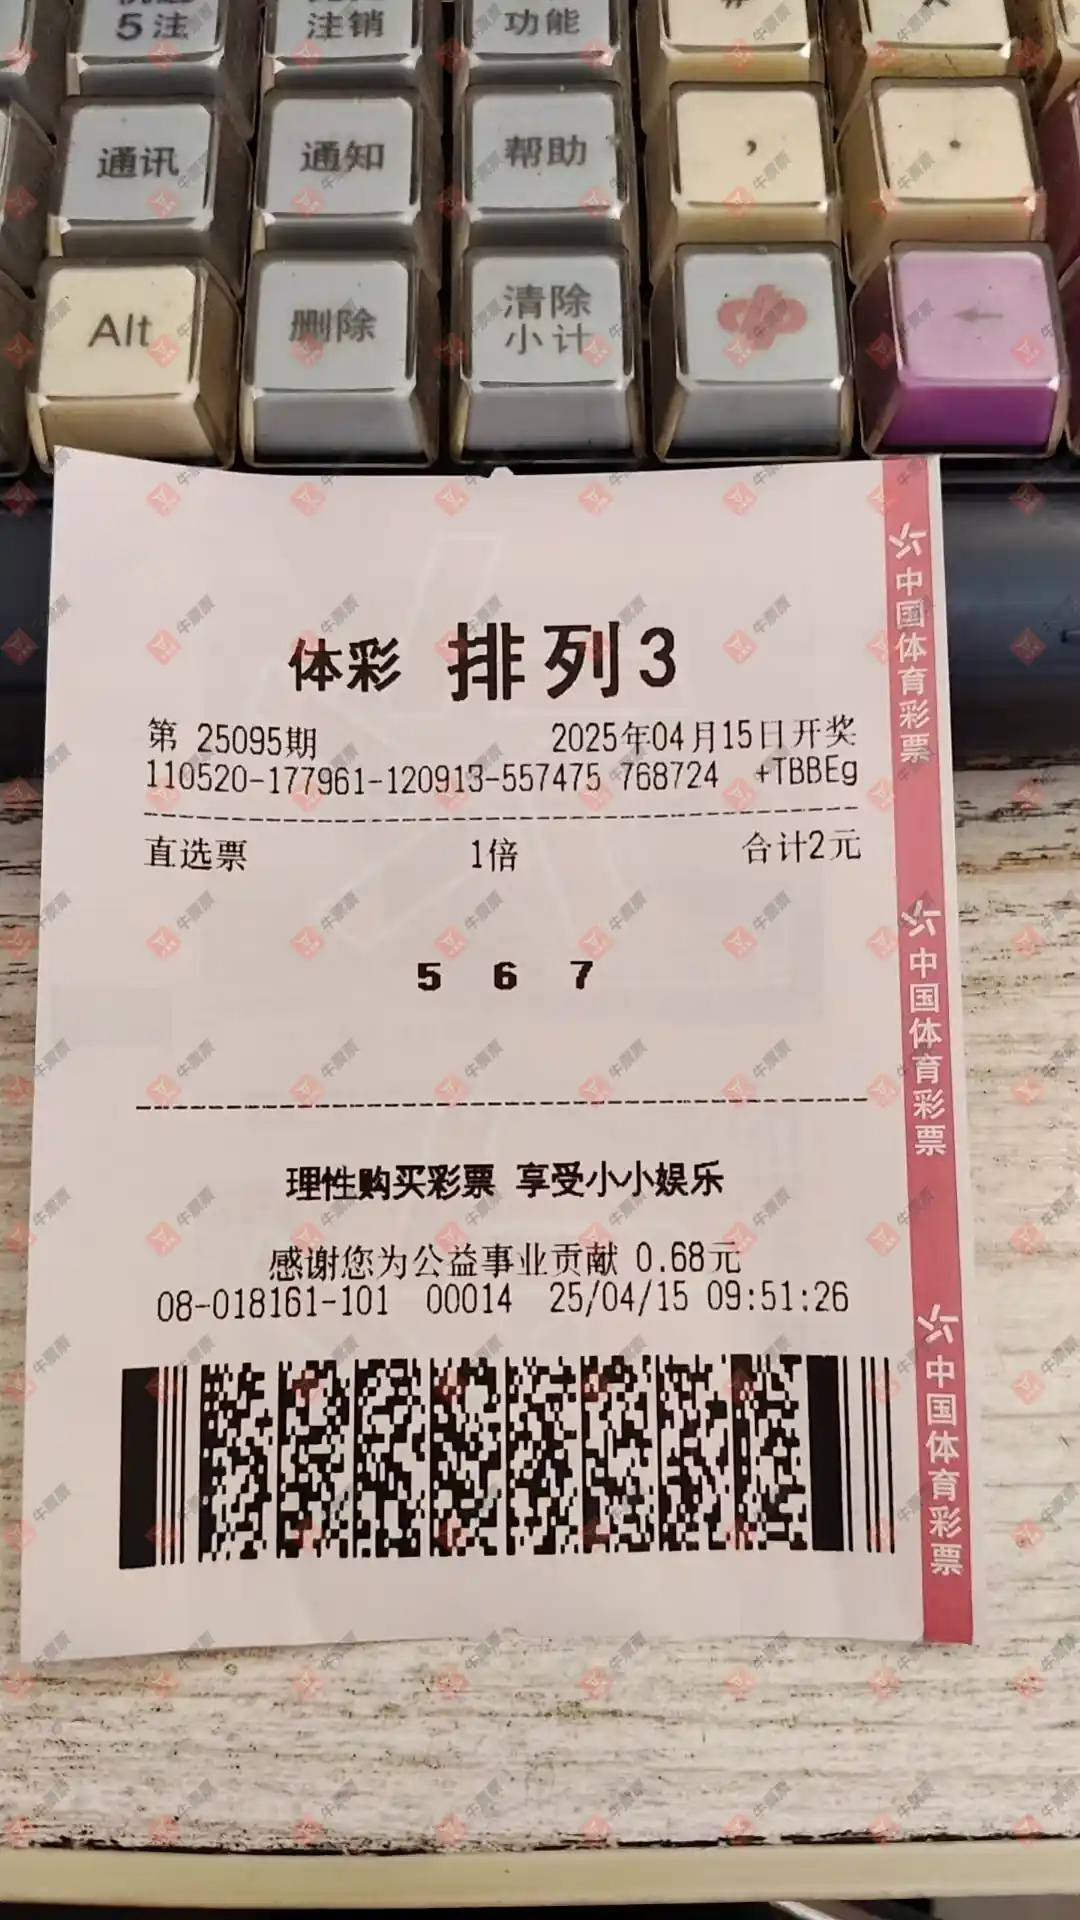 5注
注销
功能
#
通讯
通知
帮助
,
.
Alt
删除
清除
小计
←
体彩 排列3
第 25095期 2025年04月15日开奖
110520-177961-120913-557475 768724 +TBBEg
直选票 1倍 合计2元
5 6 7
理性购买彩票 享受小小娱乐
感谢您为公益事业贡献 0.68元
08-018161-101 00014 25/04/15 09:51:26
中国体育彩票
中国体育彩票
中国体育彩票
牛票票